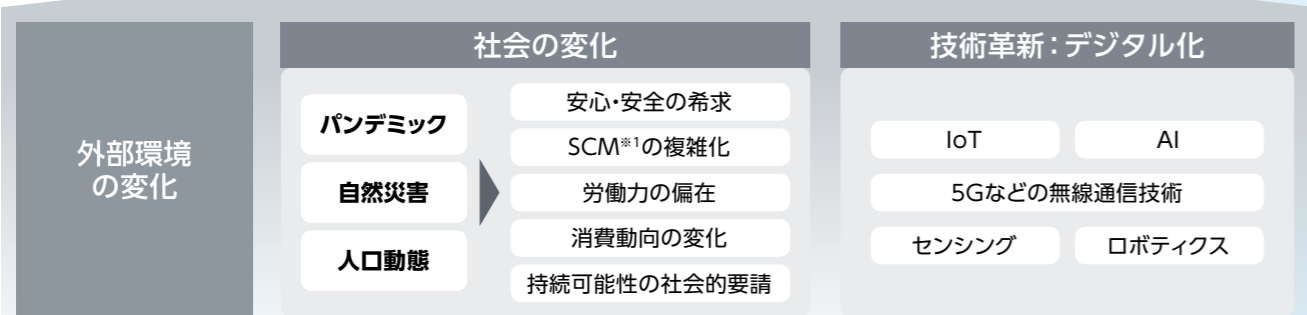 外部環境
の変化
社会の変化
パンデミック
自然災害
人口動態
安心・安全の希求
SCM※1の複雑化
労働力の偏在
消費動向の変化
持続可能性の社会的要請
技術革新：デジタル化
IoT
AI
5Gなどの無線通信技術
センシング
ロボティクス